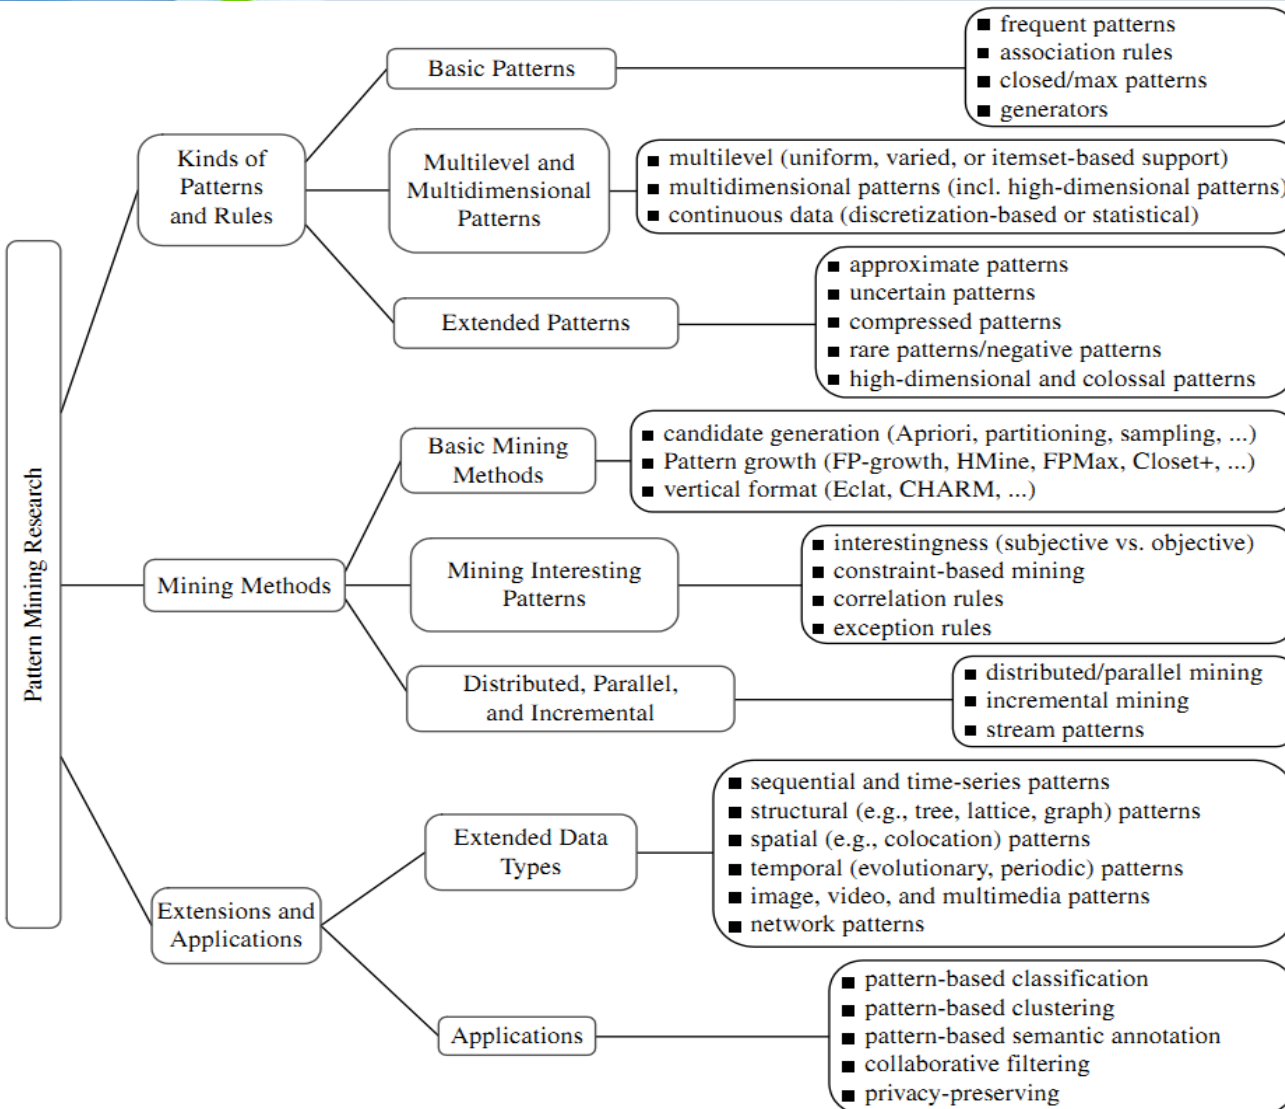 Pattern Mining Research
Kinds of
Patterns
and Rules
Basic Patterns
■ frequent patterns
■ association rules
■ closed/max patterns
■ generators
Multilevel and
Multidimensional
Patterns
■ multilevel (uniform, varied, or itemset-based support)
■ multidimensional patterns (incl. high-dimensional patterns)
■ continuous data (discretization-based or statistical)
Extended Patterns
■ approximate patterns
■ uncertain patterns
■ compressed patterns
■ rare patterns/negative patterns
■ high-dimensional and colossal patterns
Mining Methods
Basic Mining
Methods
■ candidate generation (Apriori, partitioning, sampling, ...)
■ Pattern growth (FP-growth, HMine, FPMax, Closet+, ...)
■ vertical format (Eclat, CHARM, ...)
Mining Interesting
Patterns
■ interestingness (subjective vs. objective)
■ constraint-based mining
■ correlation rules
■ exception rules
Distributed, Parallel,
and Incremental
■ distributed/parallel mining
■ incremental mining
■ stream patterns
Extensions and
Applications
Extended Data
Types
■ sequential and time-series patterns
■ structural (e.g., tree, lattice, graph) patterns
■ spatial (e.g., colocation) patterns
■ temporal (evolutionary, periodic) patterns
■ image, video, and multimedia patterns
■ network patterns
Applications
■ pattern-based classification
■ pattern-based clustering
■ pattern-based semantic annotation
■ collaborative filtering
■ privacy-preserving